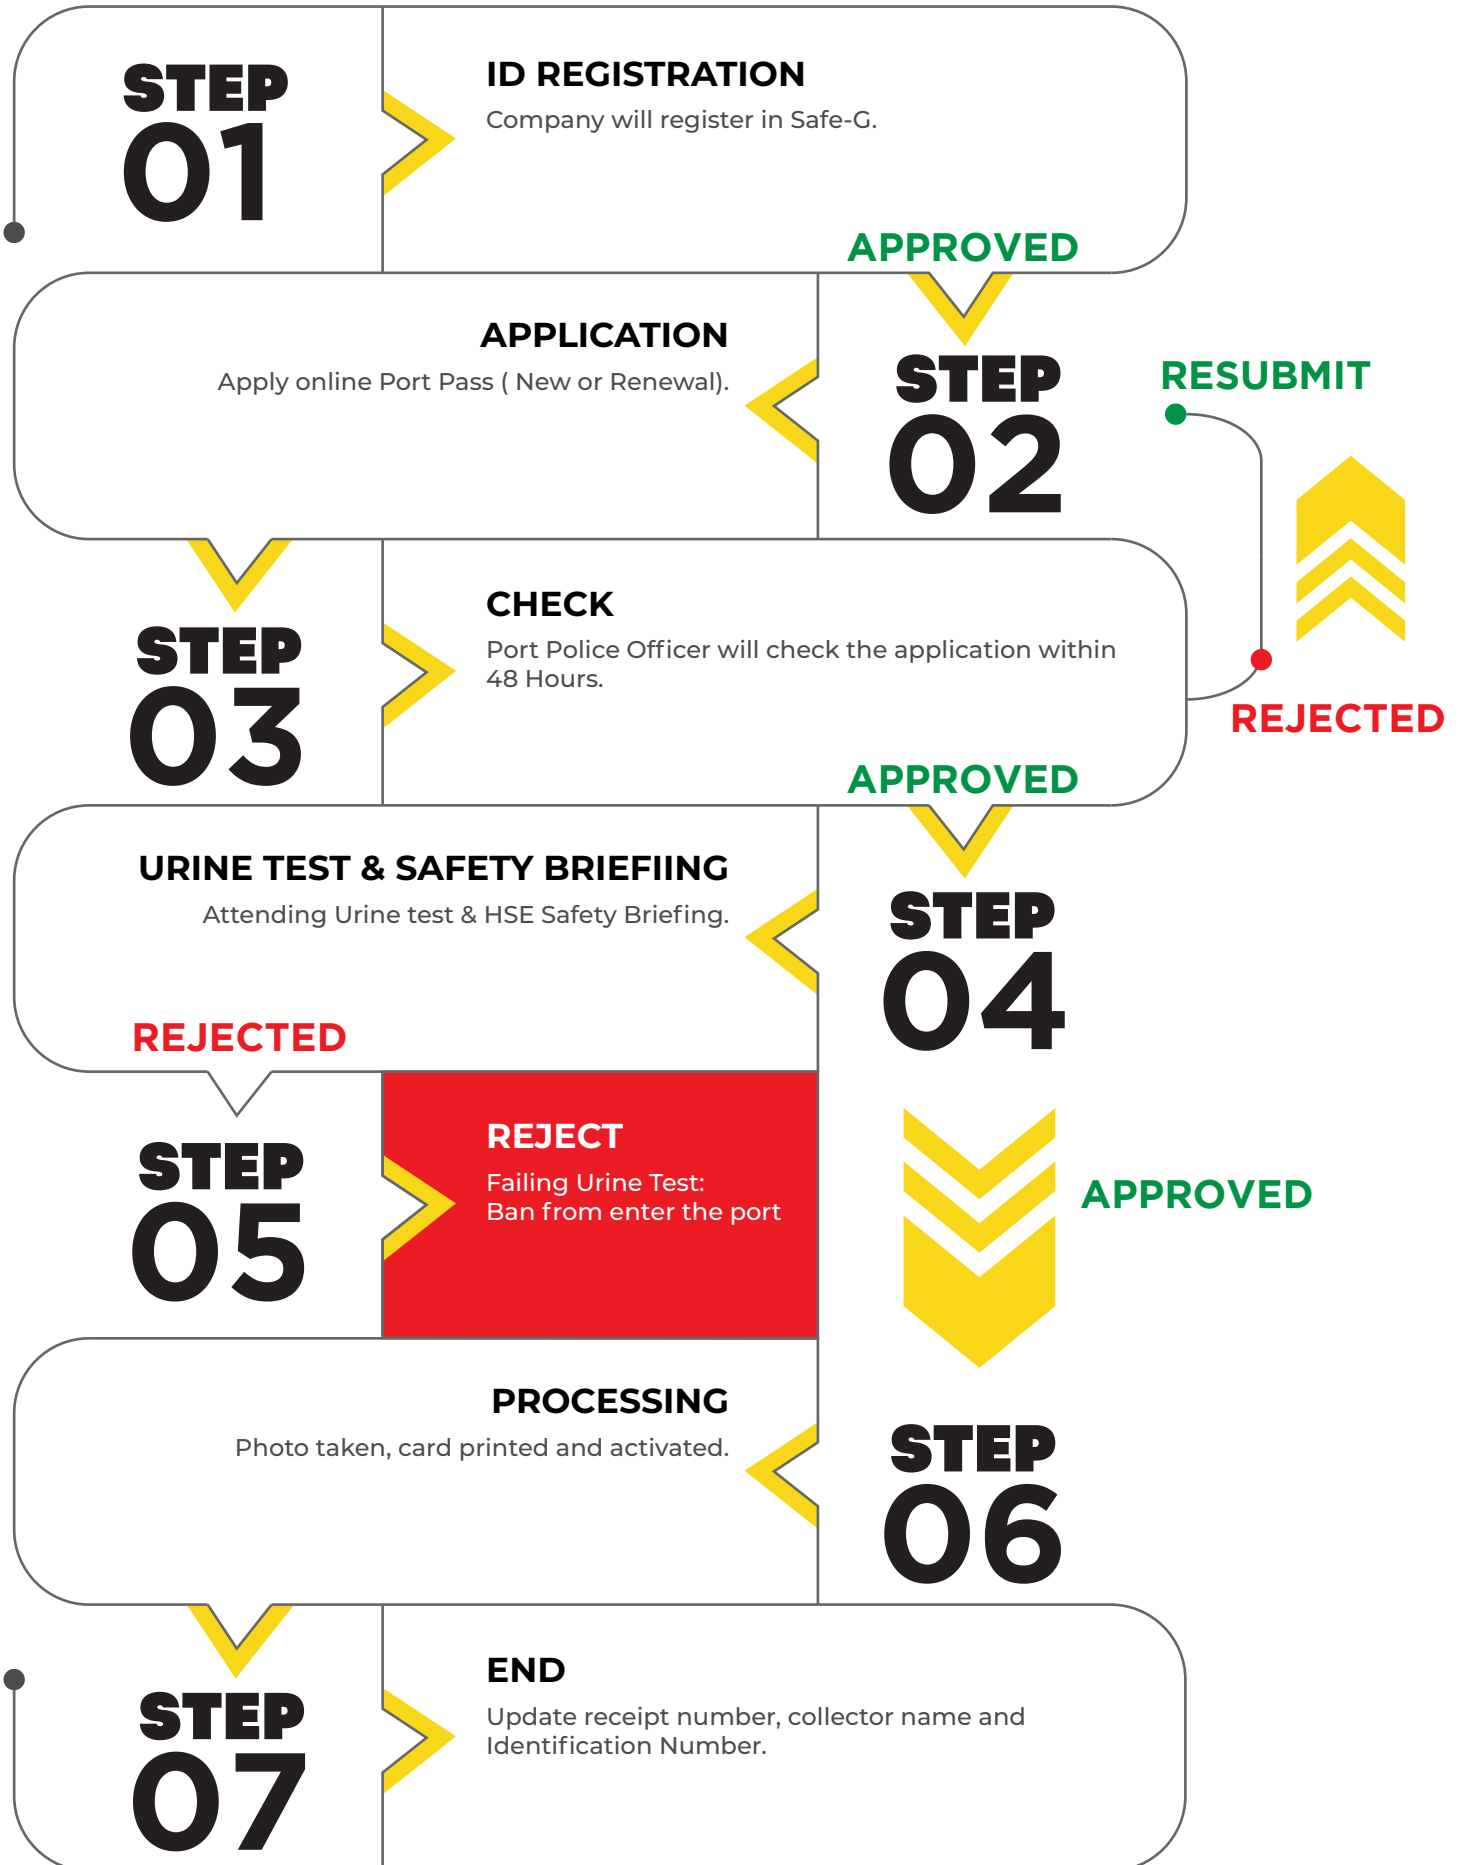 STEP
01
ID REGISTRATION
Company will register in Safe-G.
APPROVED
APPLICATION
Apply online Port Pass ( New or Renewal).
STEP
02
RESUBMIT
STEP
03
CHECK
Port Police Officer will check the application within
48 Hours.
REJECTED
APPROVED
URINE TEST & SAFETY BRIEFIING
Attending Urine test & HSE Safety Briefing.
STEP
04
REJECTED
STEP
05
REJECT
Failing Urine Test:
Ban from enter the port
APPROVED
PROCESSING
Photo taken, card printed and activated.
STEP
06
STEP
07
END
Update receipt number, collector name and
Identification Number.